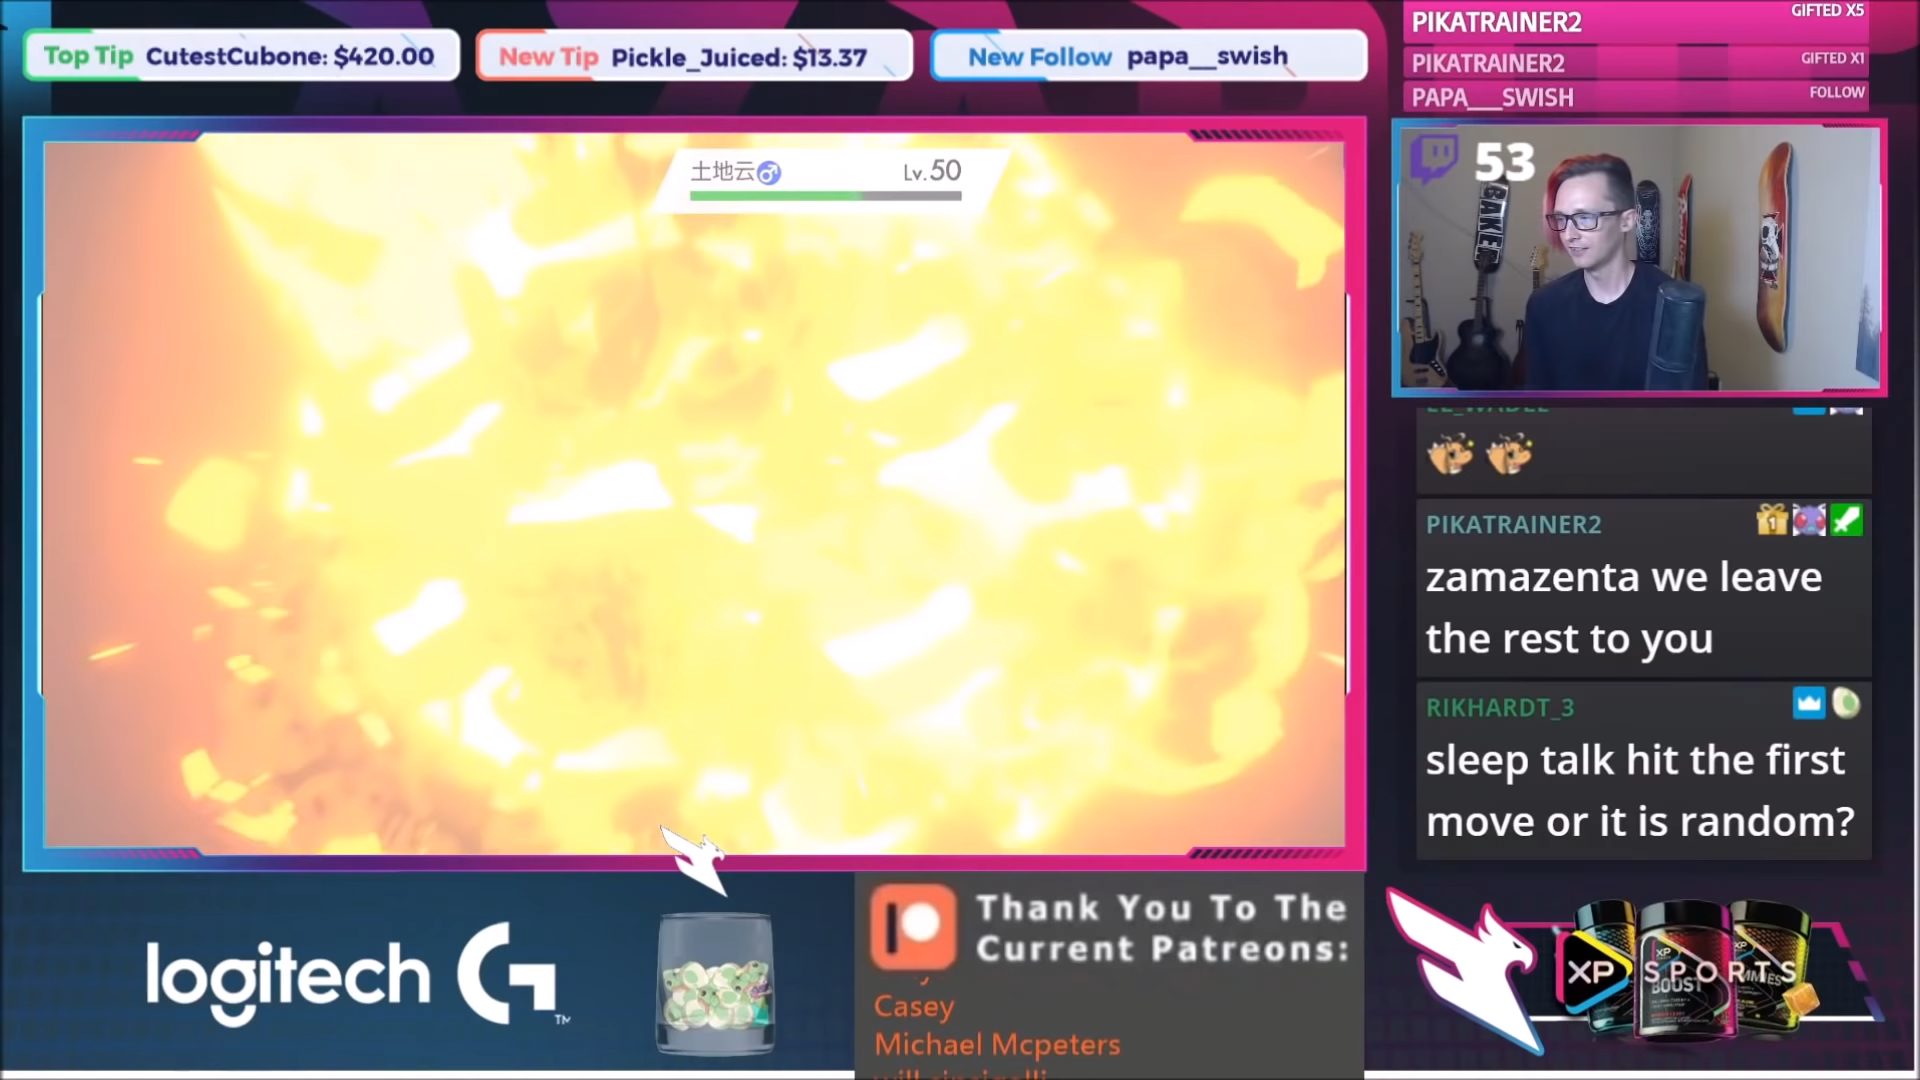 Top Tip CutestCubone: $420.00
New Tip Pickle_Juiced: $13.37
New Follow papa__swish
PIKATRAINER2 GIFTED X5
PIKATRAINER2 GIFTED X1
PAPA__SWISH FOLLOW
土地云♂ Lv.50
53
BAKER
PIKATRAINER2
zamazenta we leave
the rest to you
RIKHARDT_3
sleep talk hit the first
move or it is random?
logitech G
TM
Thank You To The
Current Patreons:
Casey
Michael Mcpeters
XP SPORTS
BOOST